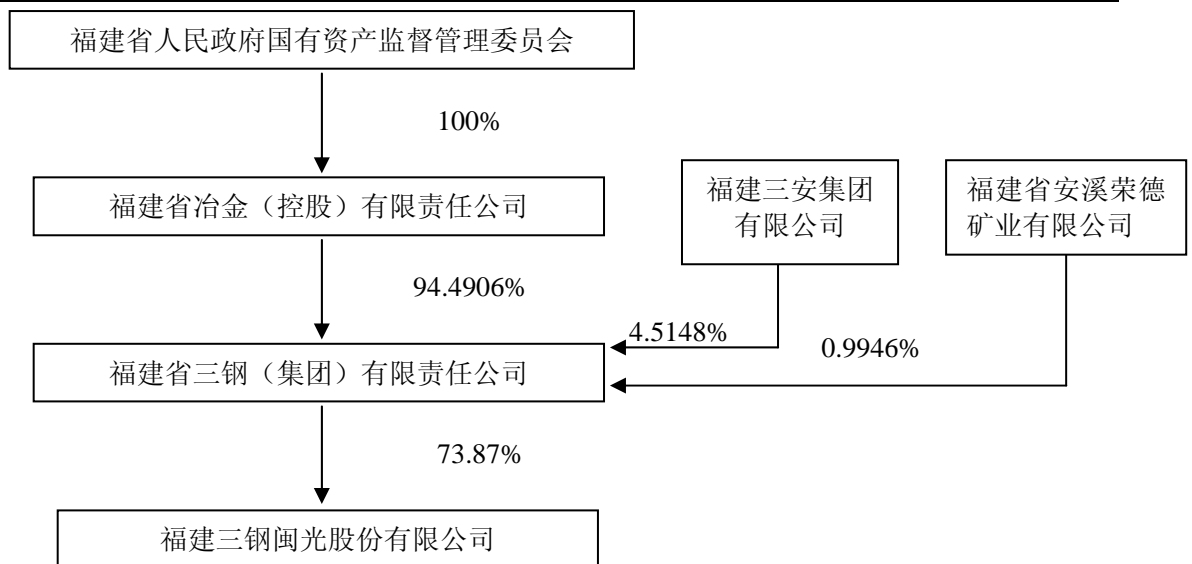 福建省人民政府国有资产监督管理委员会
100%
福建省冶金（控股）有限责任公司
福建三安集团
有限公司
福建省安溪荣德
矿业有限公司
94.4906%
4.5148%
0.9946%
福建省三钢（集团）有限责任公司
73.87%
福建三钢闽光股份有限公司